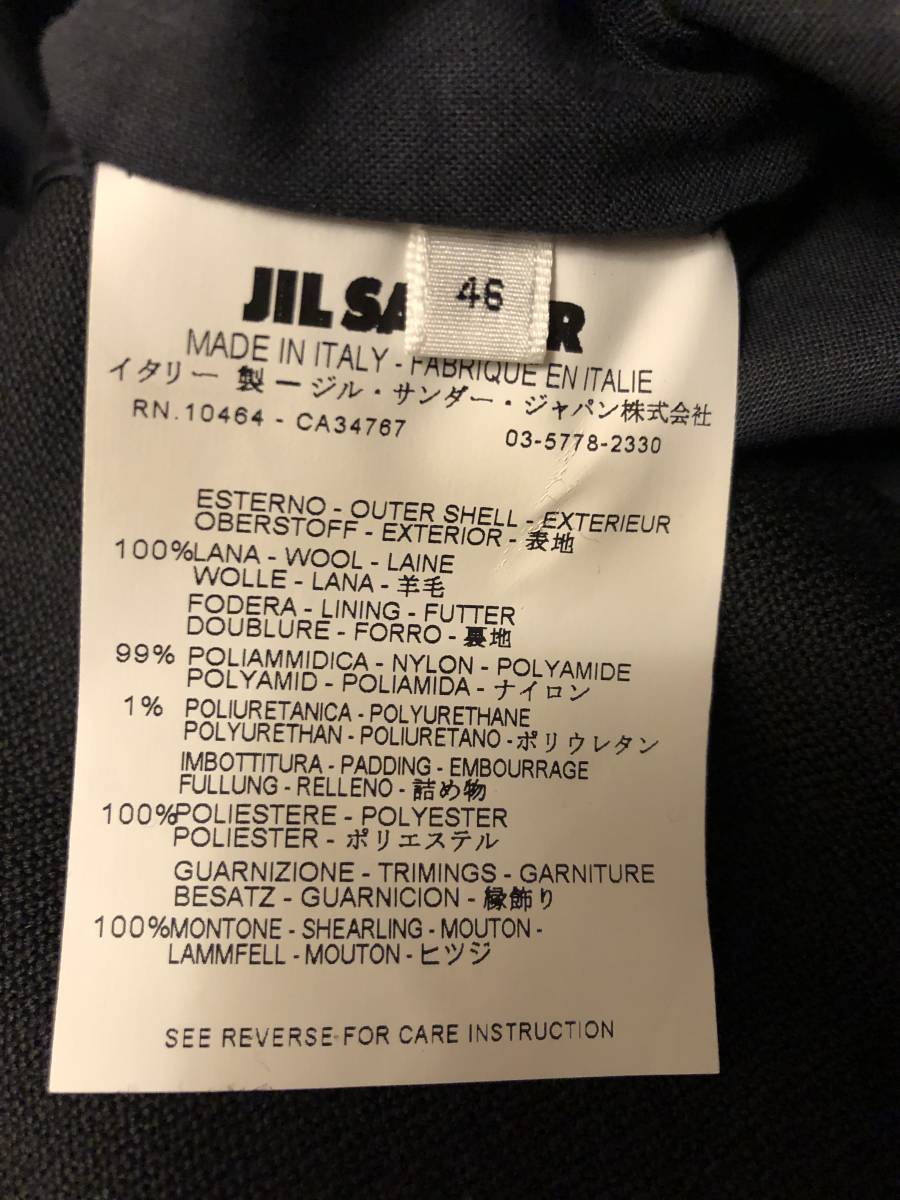 46
JIL SA R
MADE IN ITALY - FABRIQUE EN ITALIE
イタリー 製 ー ジル・サンダー・ジャパン株式会社
RN.10464 - CA34767 03-5778-2330
ESTERNO - OUTER SHELL - EXTERIEUR
OBERSTOFF - EXTERIOR - 表地
100%LANA - WOOL - LAINE
WOLLE - LANA - 羊毛
FODERA - LINING - FUTTER
DOUBLURE - FORRO - 裏地
99% POLIAMMIDICA - NYLON - POLYAMIDE
POLYAMID - POLIAMIDA - ナイロン
1% POLIURETANICA - POLYURETHANE
POLYURETHAN - POLIURETANO - ポリウレタン
IMBOTTITURA - PADDING - EMBOURRAGE
FULLUNG - RELLENO - 詰め物
100%POLIESTERE - POLYESTER
POLIESTER - ポリエステル
GUARNIZIONE - TRIMINGS - GARNITURE
BESATZ - GUARNICION - 縁飾り
100%MONTONE - SHEARLING - MOUTON -
LAMMFELL - MOUTON - ヒツジ
SEE REVERSE FOR CARE INSTRUCTION